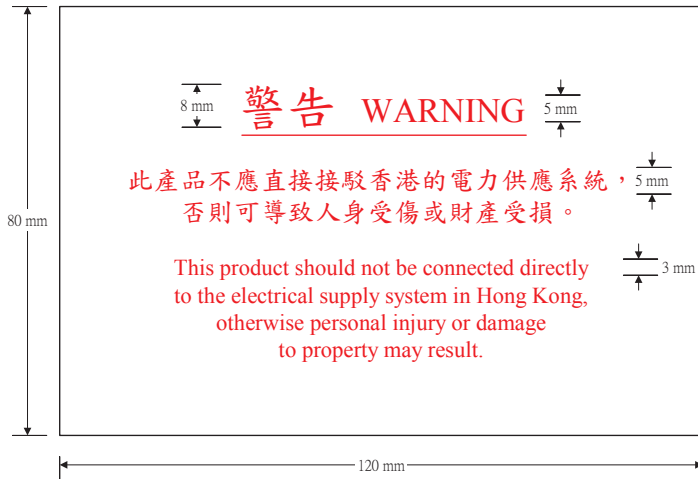 警告 WARNING
8 mm
5 mm
此產品不應直接接駁香港的電力供應系統，
否則可導致人身受傷或財產受損。
5 mm
80 mm
This product should not be connected directly
to the electrical supply system in Hong Kong,
otherwise personal injury or damage
to property may result.
3 mm
120 mm